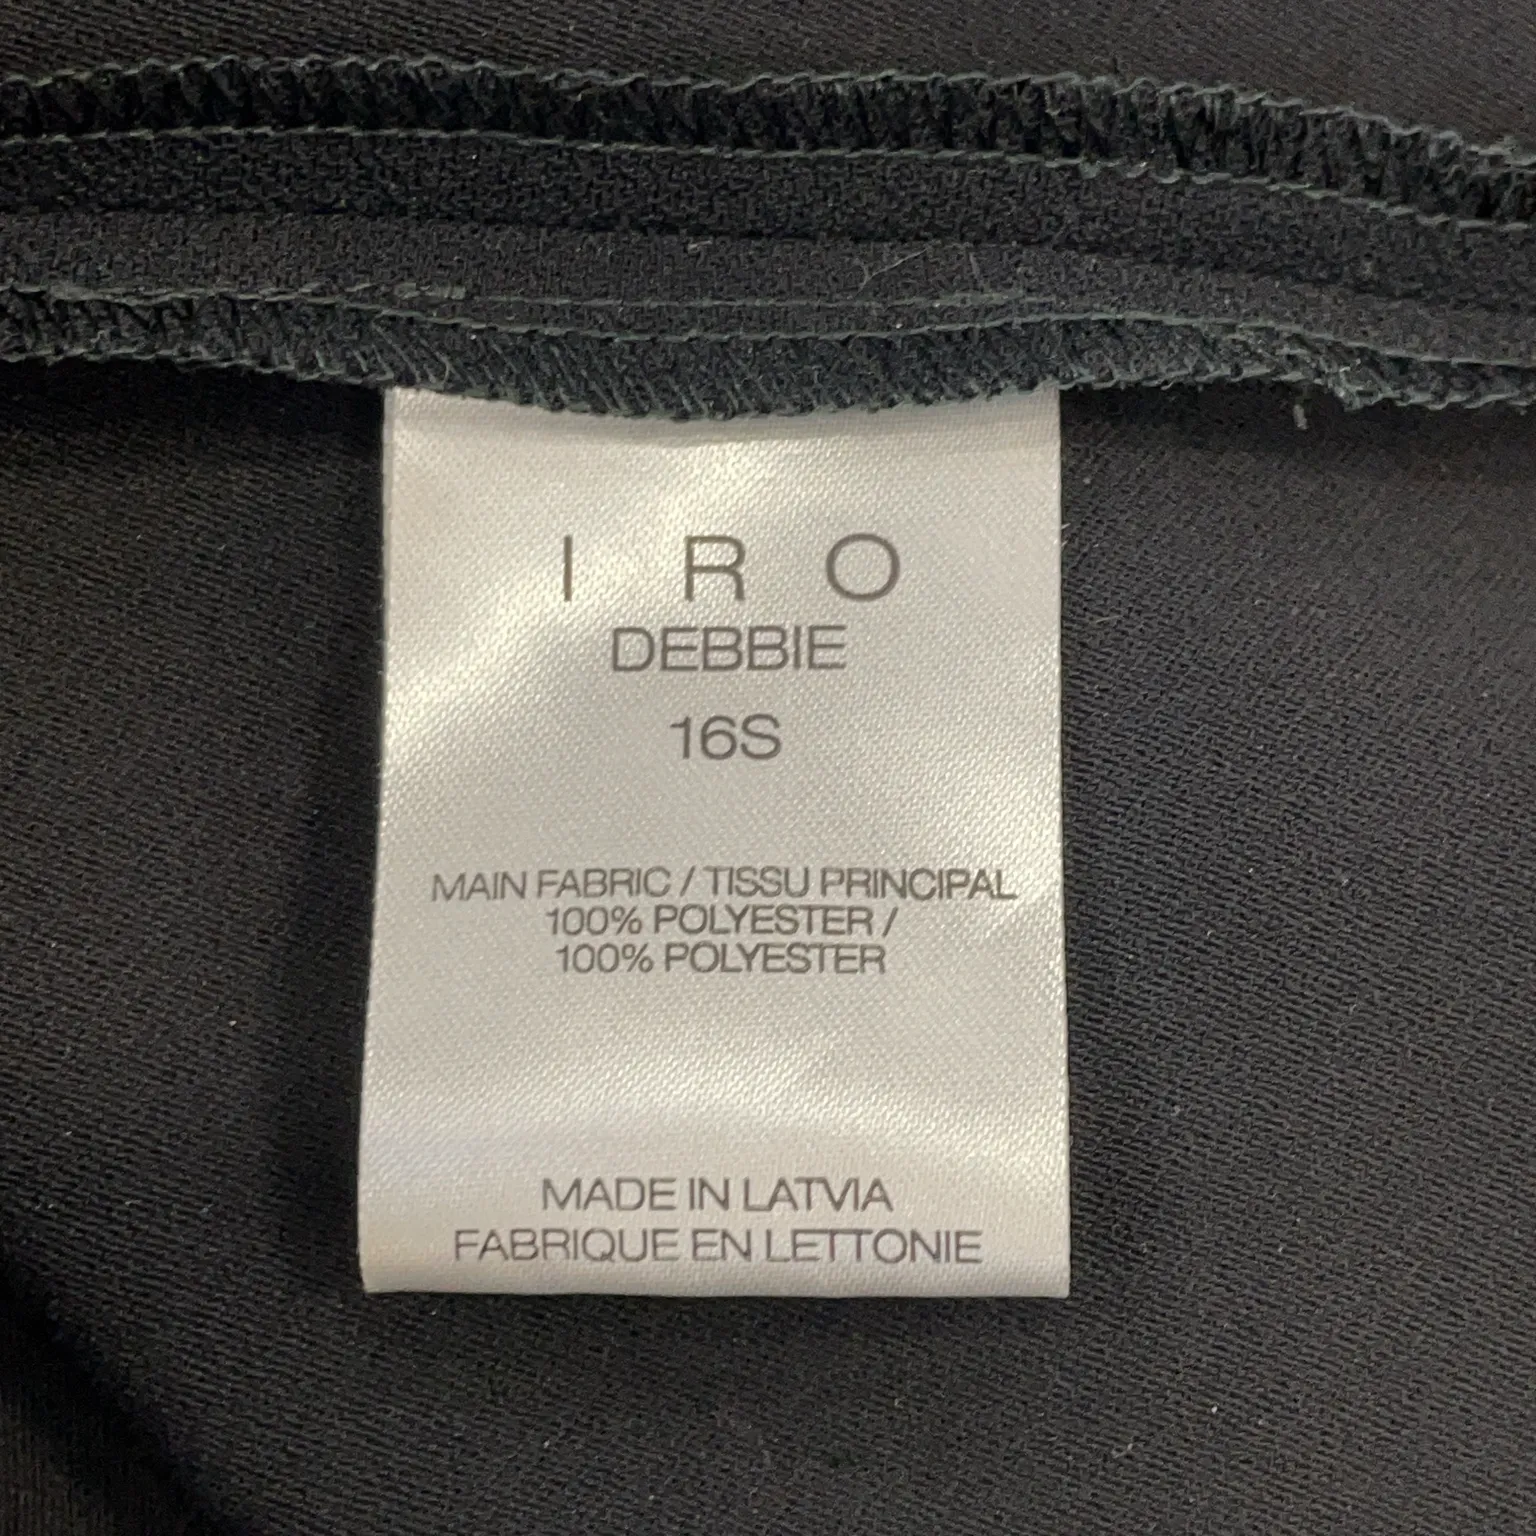 I R O
DEBBIE
16S
MAIN FABRIC / TISSU PRINCIPAL
100% POLYESTER /
100% POLYESTER
MADE IN LATVIA
FABRIQUE EN LETTONIE